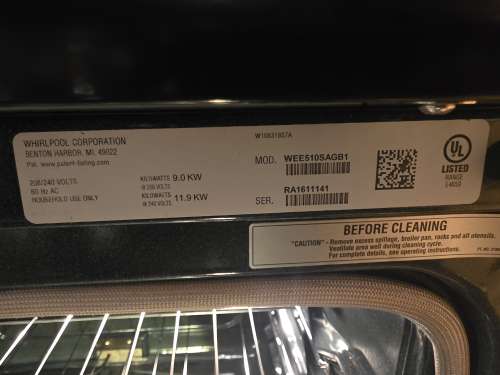 WHIRLPOOL CORPORATION
BENTON HARBOR, MI. 49022
Pat. www.patent-listing.com
208/240 VOLTS
60 Hz AC
HOUSEHOLD USE ONLY
KILOWATTS 9.0 KW
@ 208 VOLTS
KILOWATTS 11.9 KW
@ 240 VOLTS
W10831857A
MOD. WEE510SAGB1
SER. RA1611141
UL
LISTED
RANGE
BEFORE CLEANING
"CAUTION" - Remove excess spillage, broiler pan, racks and all utensils.
Ventilate area well during cleaning cycle.
For complete details, see operating instructions.